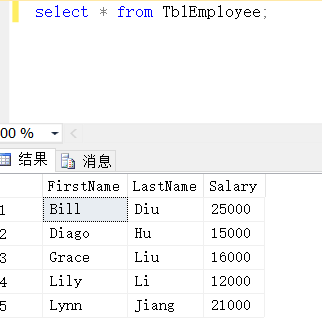 select * from TblEmployee;
00 %
结果 消息
FirstName LastName Salary
1 Bill Diu 25000
2 Diago Hu 15000
3 Grace Liu 16000
4 Lily Li 12000
5 Lynn Jiang 21000